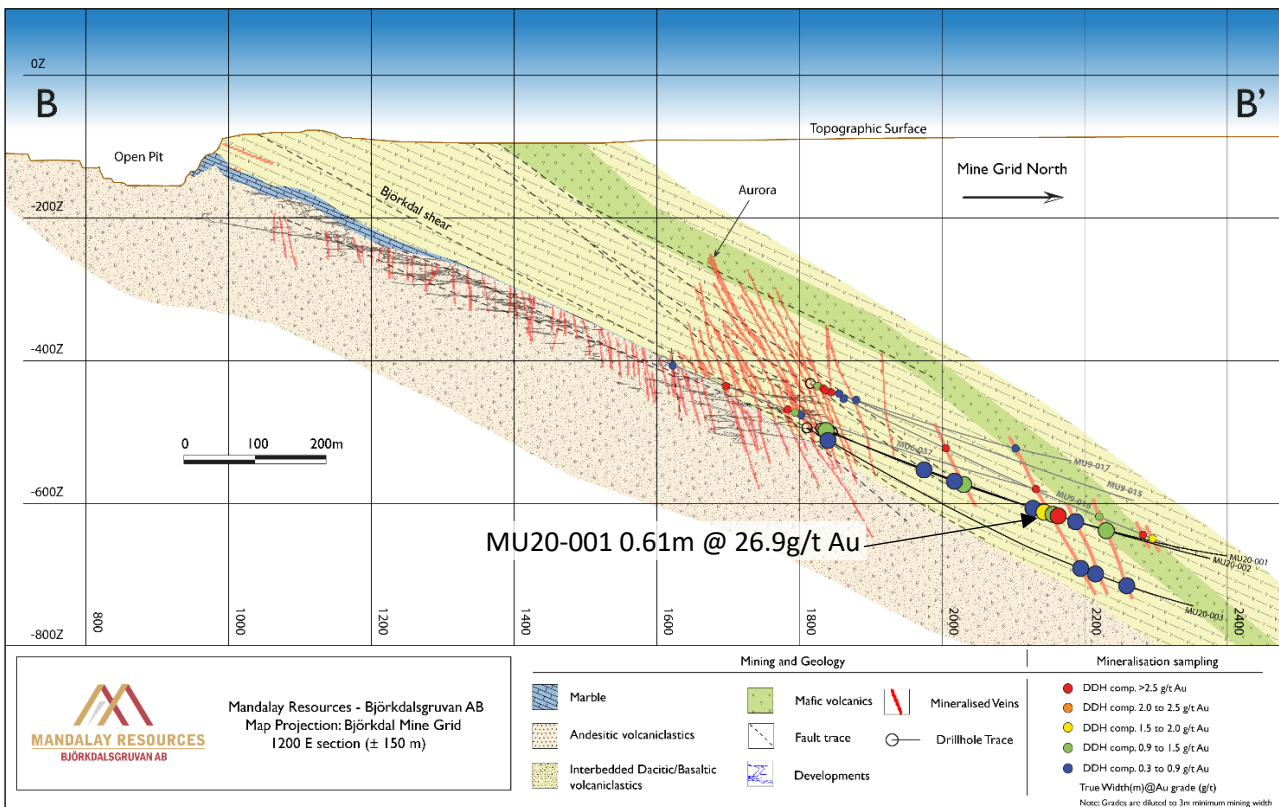 0Z
B
B'
Topographic Surface
Open Pit
Mine Grid North
Aurora
Björkdal shear
-200Z
-400Z
0 100 200m
MU6-037
MU9-017
MU9-015
MU9-018
-600Z
MU20-001 0.61m @ 26.9g/t Au
MU20-001
MU20-002
MU20-003
-800Z
800
1000
1200
1400
1600
1800
2000
2200
2400
MANDALAY RESOURCES
BJÖRKDALSGRUVAN AB
Mandalay Resources - Björkdalsgruvan AB
Map Projection: Björkdal Mine Grid
1200 E section (± 150 m)
Mining and Geology
Marble
Mafic volcanics
Mineralised Veins
Andesitic volcaniclastics
Fault trace
Drillhole Trace
Interbedded Dacitic/Basaltic
volcaniclastics
Developments
Mineralisation sampling
DDH comp. >2.5 g/t Au
DDH comp. 2.0 to 2.5 g/t Au
DDH comp. 1.5 to 2.0 g/t Au
DDH comp. 0.9 to 1.5 g/t Au
DDH comp. 0.3 to 0.9 g/t Au
True Width(m)@Au grade (g/t)
Note: Grades are diluted to 3m minimum mining width